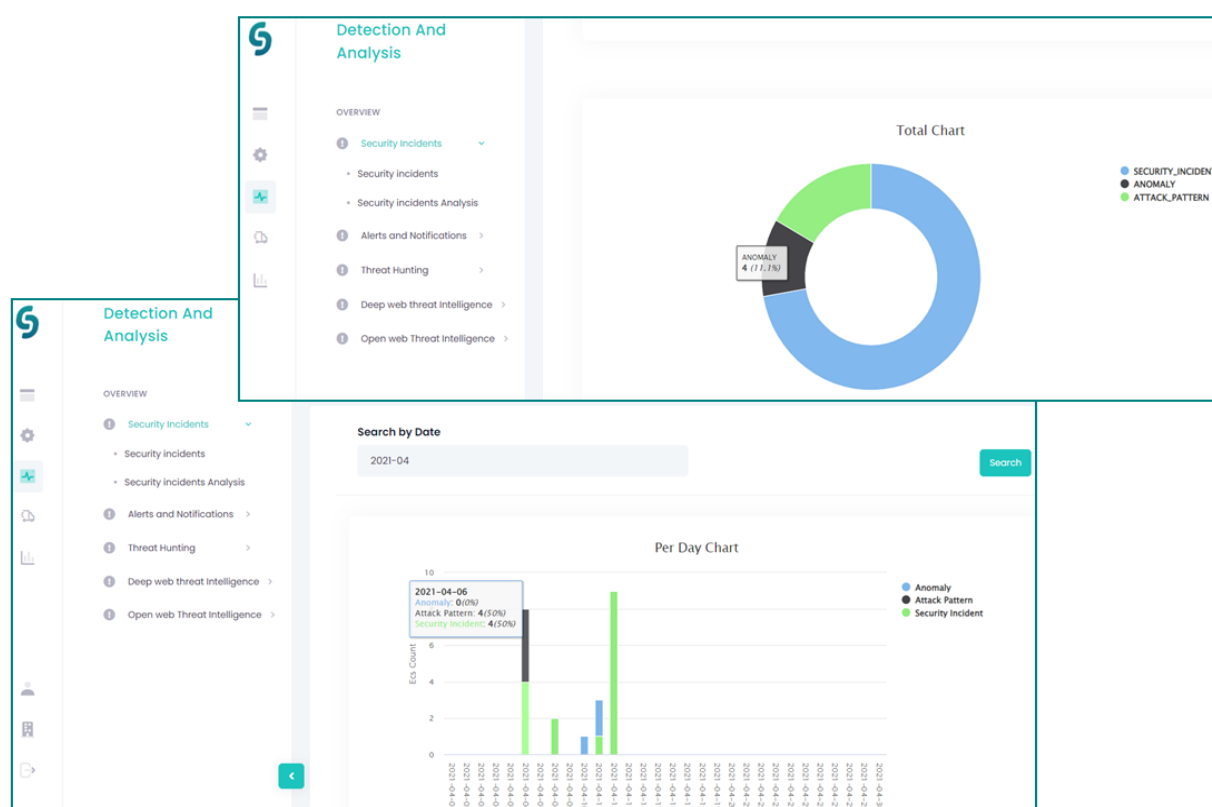 Detection And
Analysis
OVERVIEW
Security Incidents
Security incidents
Security incidents Analysis
Alerts and Notifications
Threat Hunting
Deep web threat Intelligence
Open web Threat Intelligence
Total Chart
SECURITY_INCIDEN
ANOMALY
ATTACK_PATTERN
ANOMALY
4 (11.1%)
Detection And
Analysis
OVERVIEW
Security Incidents
Security incidents
Security incidents Analysis
Alerts and Notifications
Threat Hunting
Deep web threat Intelligence
Open web Threat Intelligence
Search by Date
2021-04
Search
Per Day Chart
10
2021-04-06
Anomaly: 0(0%)
Attack Pattern: 4(50%)
Security Incident: 4(50%)
6
4
2
0
Ecs Count
Anomaly
Attack Pattern
Security Incident